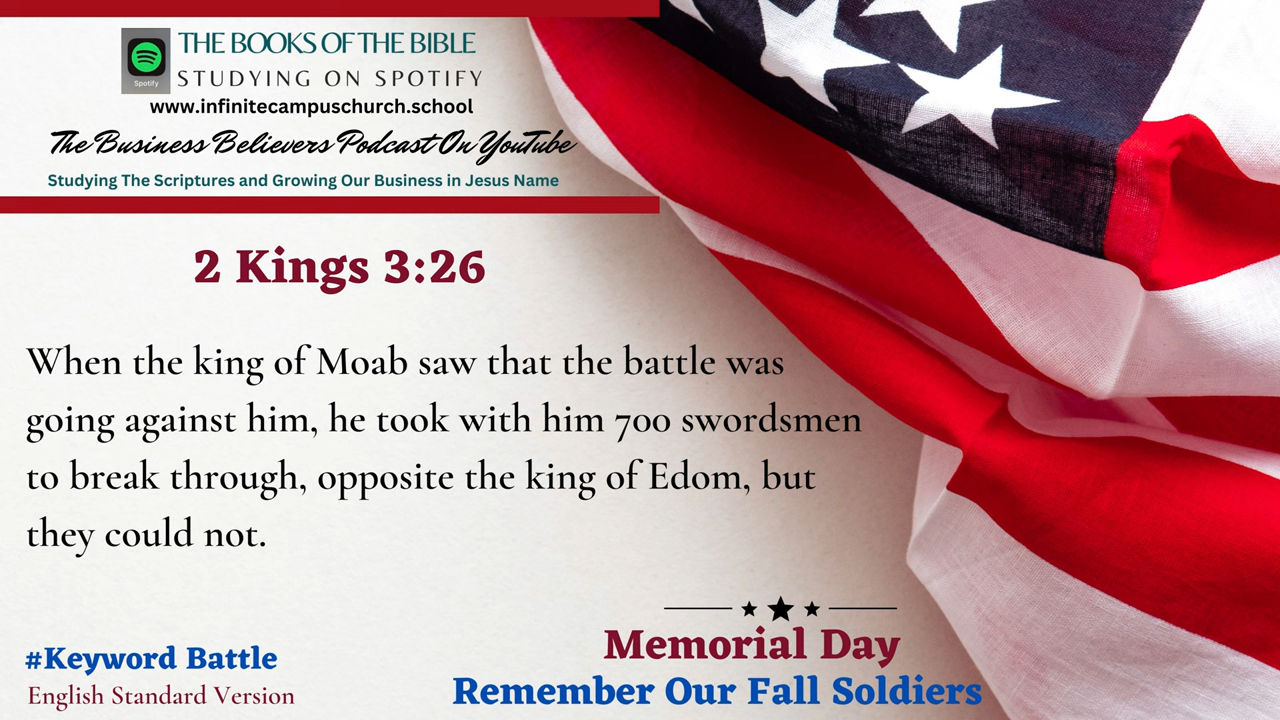 THE BOOKS OF THE BIBLE
Spotify
STUDYING ON SPOTIFY
www.infinitecampuschurch.school
The Business Believers Podcast On YouTube
Studying The Scriptures and Growing Our Business in Jesus Name
2 Kings 3:26
When the king of Moab saw that the battle was
going against him, he took with him 700 swordsmen
to break through, opposite the king of Edom, but
they could not.
#Keyword Battle
English Standard Version
Memorial Day
Remember Our Fall Soldiers